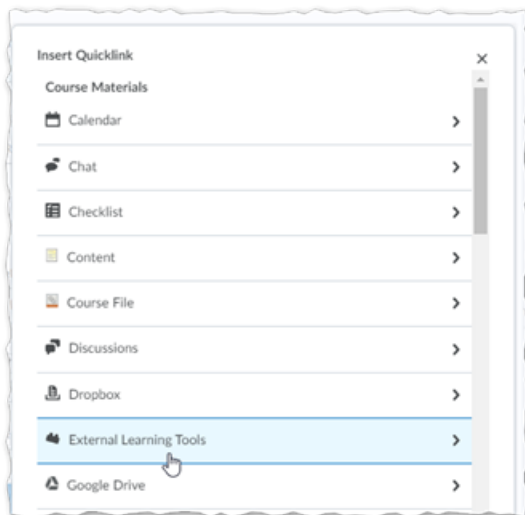 Insert Quicklink
Course Materials
Calendar
Chat
Checklist
Content
Course File
Discussions
Dropbox
External Learning Tools
Google Drive